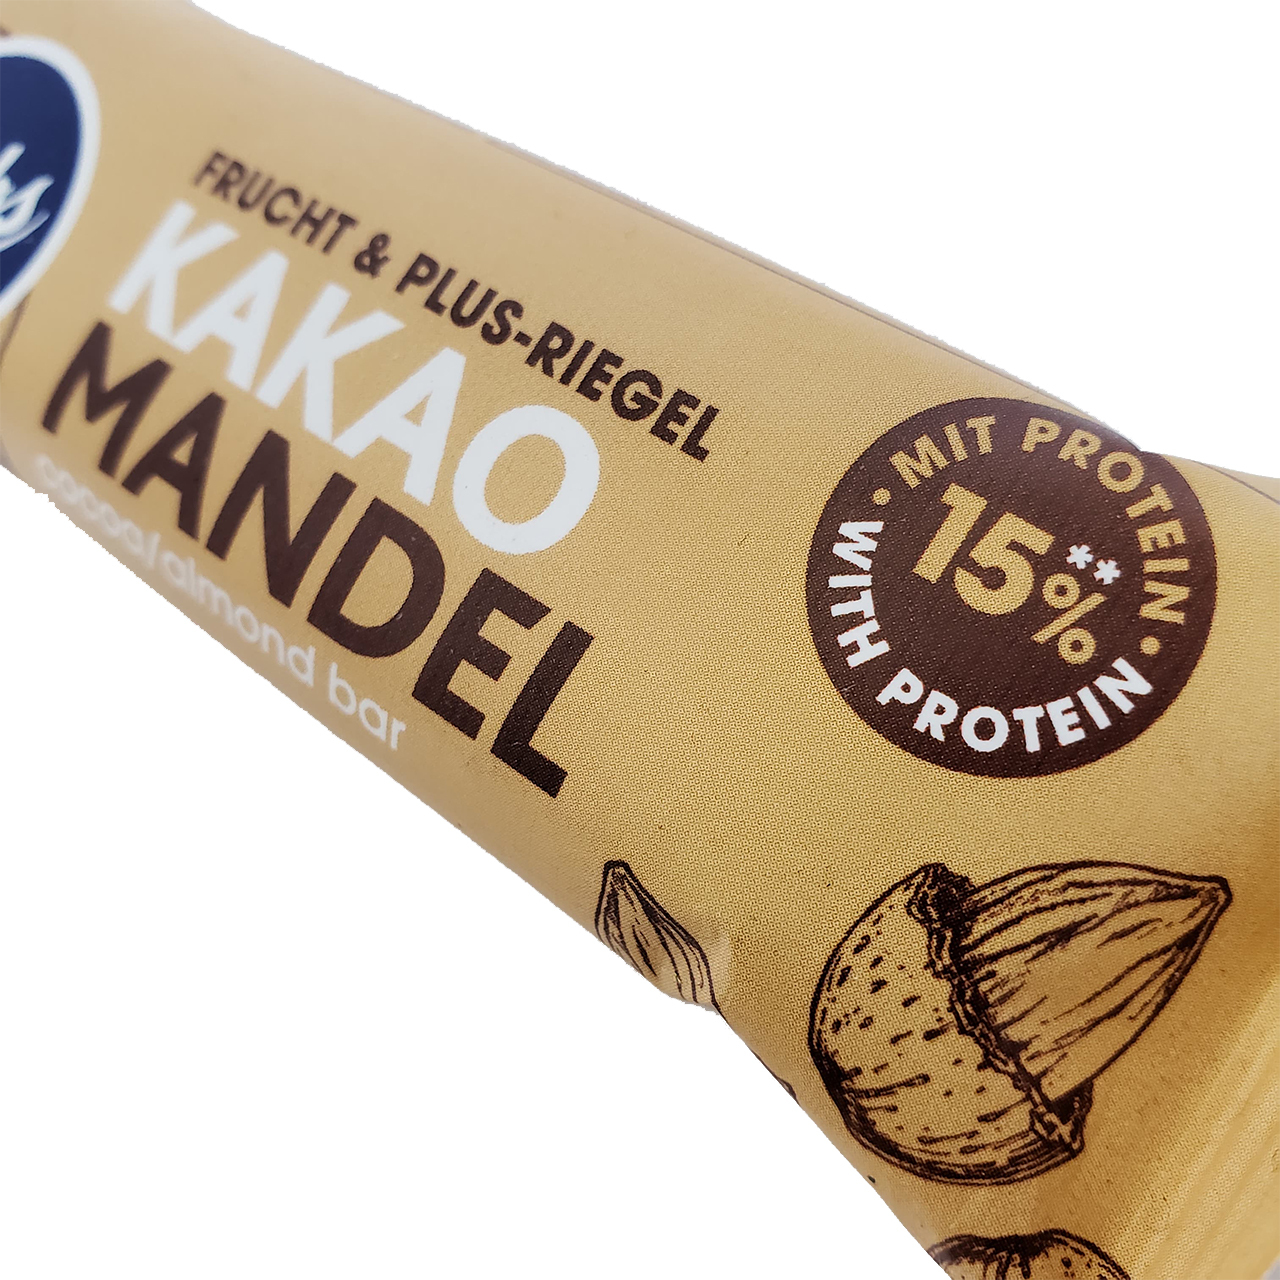 FRUCHT & PLUS-RIEGEL
KAKAO
MANDEL
cocoa/almond bar
• MIT PROTEIN •
15%**
WITH PROTEIN